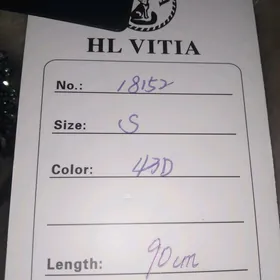 HL VITIA
No.: 18152
Size: S
Color: 43D
Length: 90cm